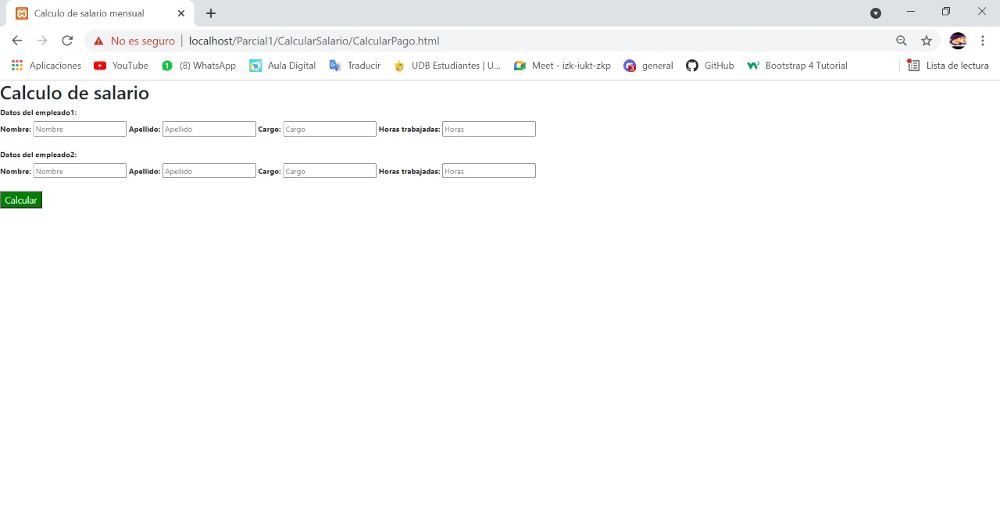 Calculo de salario mensual
No es seguro | localhost/Parcial1/CalcularSalario/CalcularPago.html
Aplicaciones YouTube 1 (8) WhatsApp Aula Digital Traducir UDB Estudiantes | U... Meet - izk-iukt-zkp 3 general GitHub Bootstrap 4 Tutorial Lista de lectura
Calculo de salario
Datos del empleado1:
Nombre: Nombre Apellido: Apellido Cargo: Cargo Horas trabajadas: Horas
Datos del empleado2:
Nombre: Nombre Apellido: Apellido Cargo: Cargo Horas trabajadas: Horas
Calcular